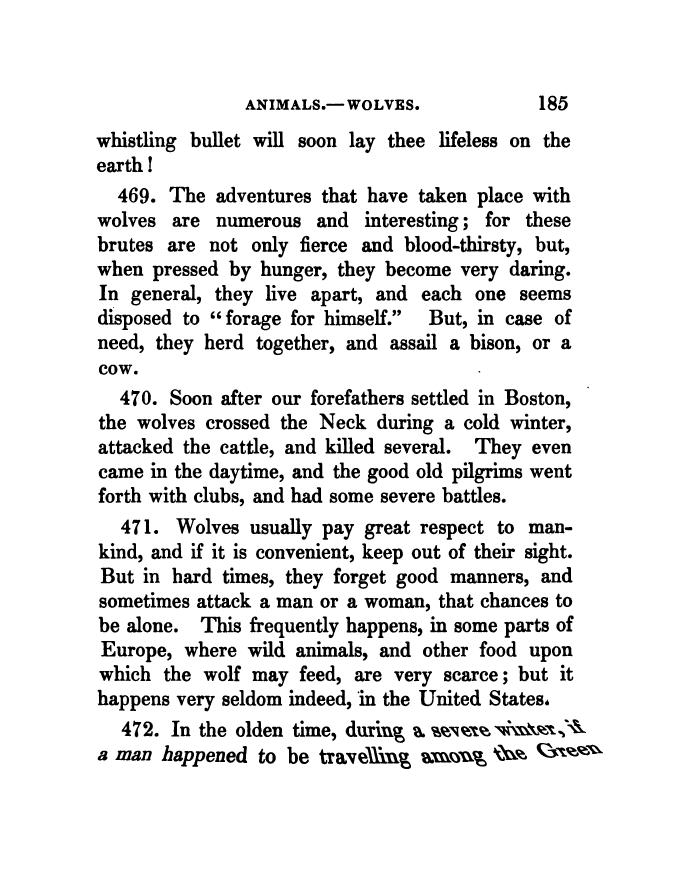 ANIMALS.—WOLVES. 185
whistling bullet will soon lay thee lifeless on the
earth!
469. The adventures that have taken place with
wolves are numerous and interesting; for these
brutes are not only fierce and blood-thirsty, but,
when pressed by hunger, they become very daring.
In general, they live apart, and each one seems
disposed to "forage for himself." But, in case of
need, they herd together, and assail a bison, or a
cow.
470. Soon after our forefathers settled in Boston,
the wolves crossed the Neck during a cold winter,
attacked the cattle, and killed several. They even
came in the daytime, and the good old pilgrims went
forth with clubs, and had some severe battles.
471. Wolves usually pay great respect to man-
kind, and if it is convenient, keep out of their sight.
But in hard times, they forget good manners, and
sometimes attack a man or a woman, that chances to
be alone. This frequently happens, in some parts of
Europe, where wild animals, and other food upon
which the wolf may feed, are very scarce; but it
happens very seldom indeed, in the United States.
472. In the olden time, during a severe winter, if
a man happened to be travelling among the Green